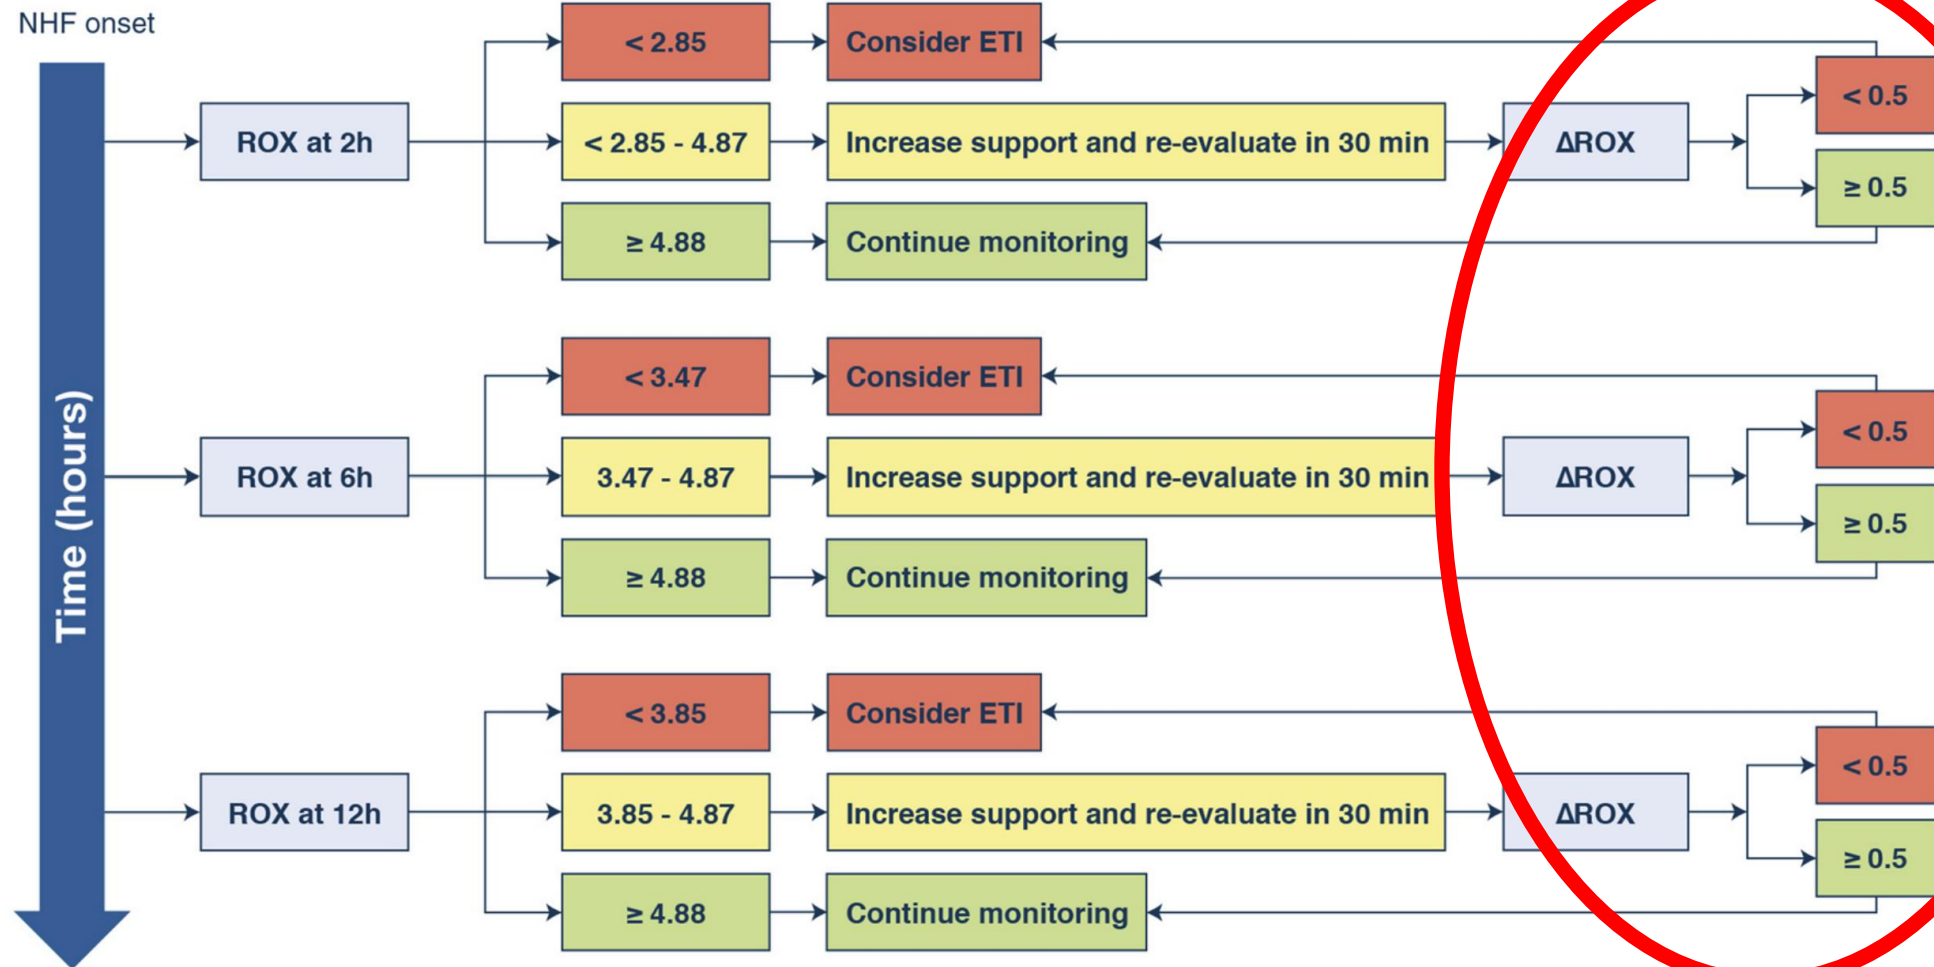 NHF onset
Time (hours)
ROX at 2h
< 2.85
Consider ETI
< 2.85 - 4.87
Increase support and re-evaluate in 30 min
ΔROX
< 0.5
≥ 0.5
≥ 4.88
Continue monitoring
ROX at 6h
< 3.47
Consider ETI
3.47 - 4.87
Increase support and re-evaluate in 30 min
ΔROX
< 0.5
≥ 0.5
≥ 4.88
Continue monitoring
ROX at 12h
< 3.85
Consider ETI
3.85 - 4.87
Increase support and re-evaluate in 30 min
ΔROX
< 0.5
≥ 0.5
≥ 4.88
Continue monitoring